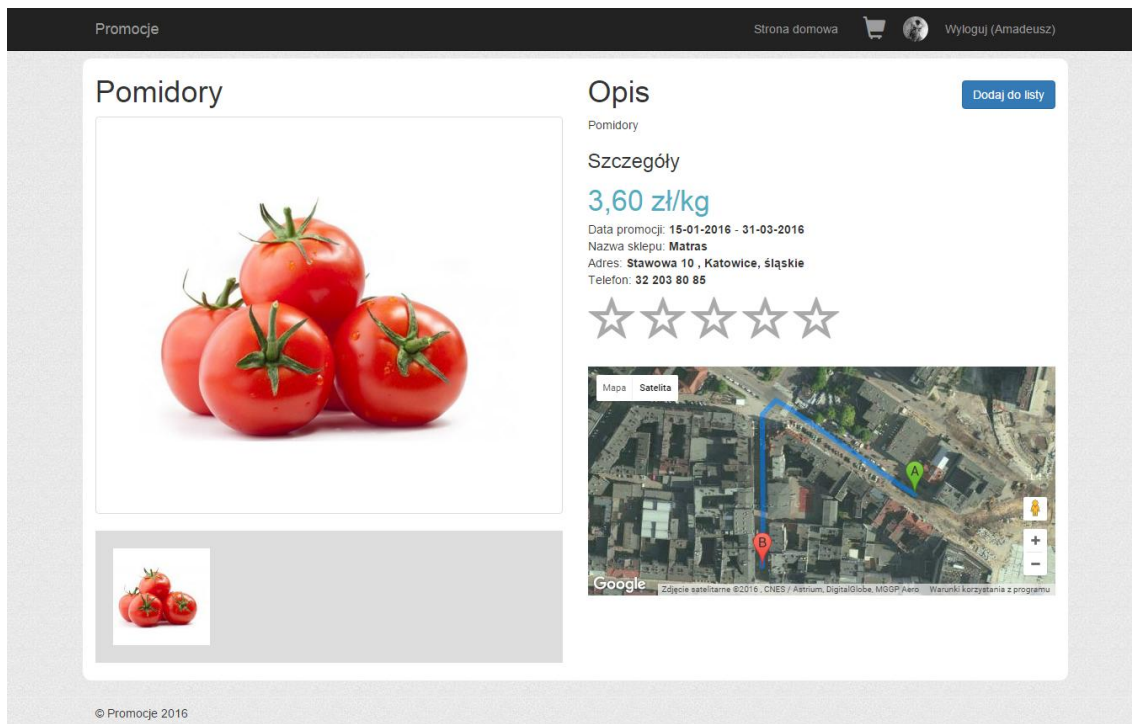 Promocje
Strona domowa
Wyloguj (Amadeusz)
Pomidory
Opis
Dodaj do listy
Pomidory
Szczegóły
3,60 zł/kg
Data promocji: 15-01-2016 - 31-03-2016
Nazwa sklepu: Matras
Adres: Stawowa 10 , Katowice, śląskie
Telefon: 32 203 80 85
Mapa Satelita
A
B
+
−
Google
Zdjęcie satelitarne ©2016 , CNES / Astrium, DigitalGlobe, MGGP Aero Warunki korzystania z programu
© Promocje 2016